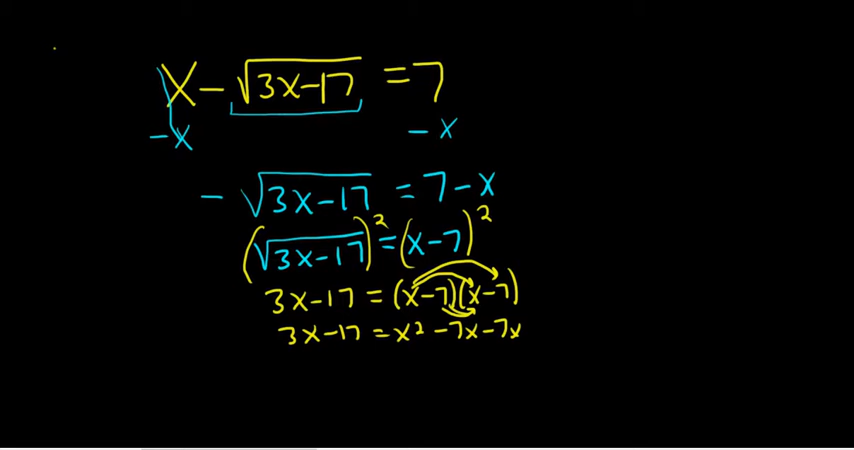 x - √(3x-17) = 7
-x -x
- √(3x-17) = 7-x
(√(3x-17))² = (x-7)²
3x-17 = (x-7)(x-7)
3x-17 = x² -7x-7x